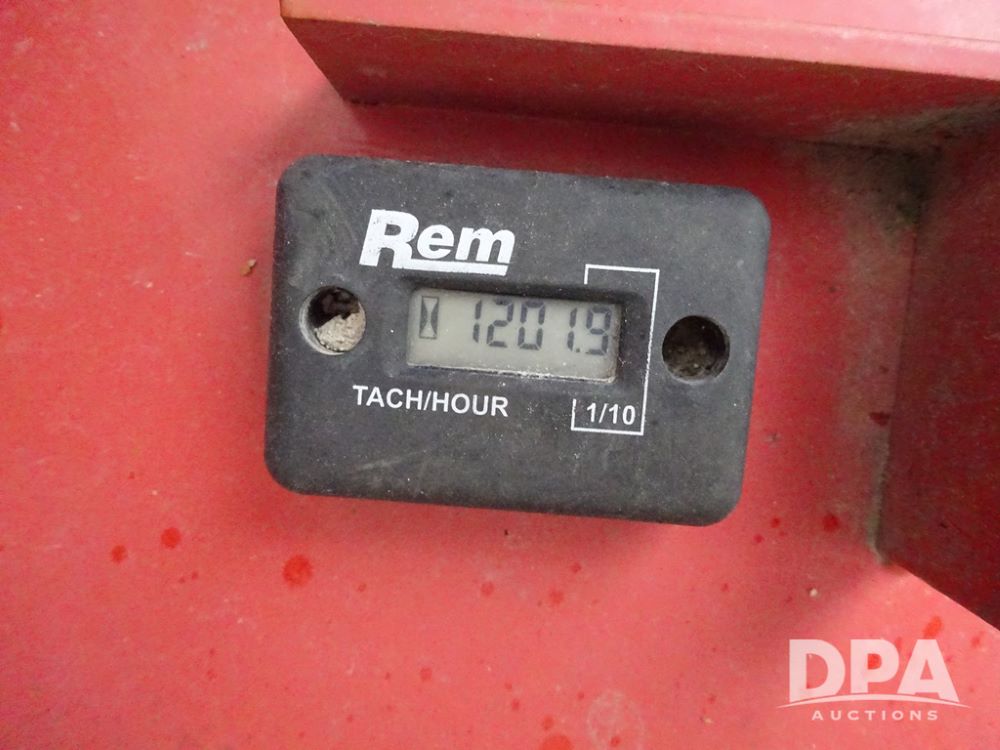 Rem
1201.9
TACH/HOUR
1/10
DPA
AUCTIONS